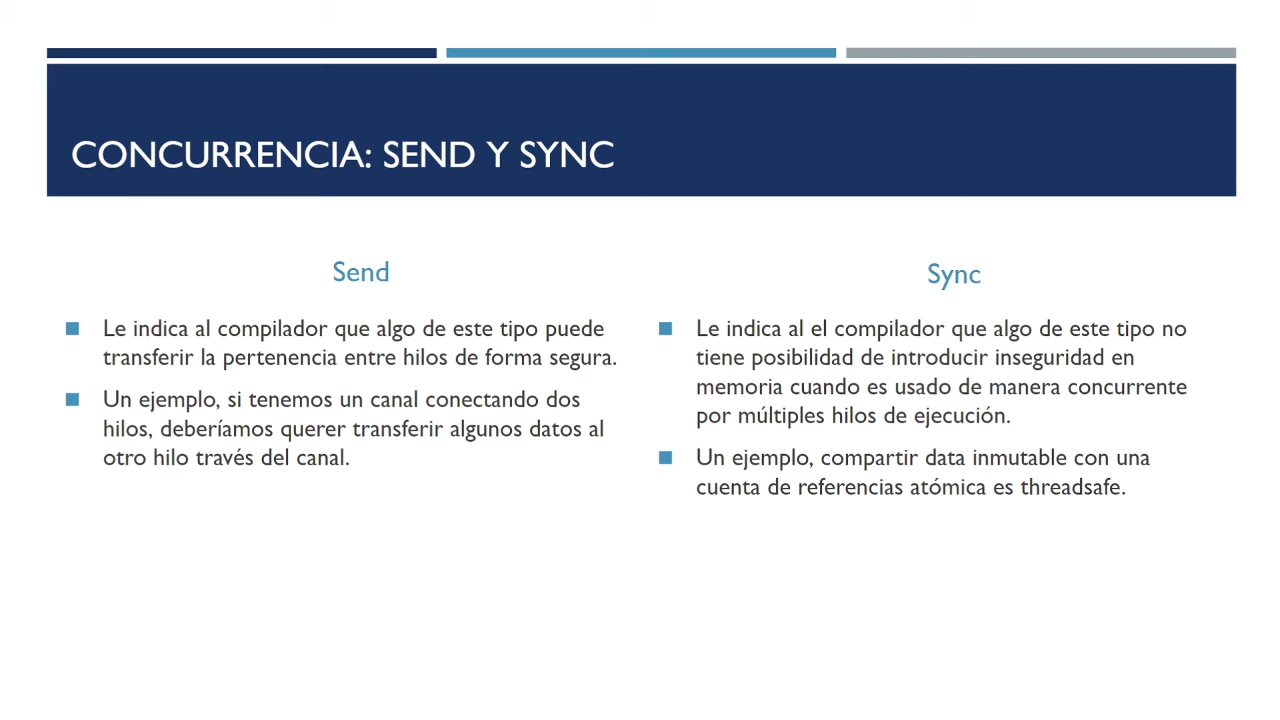 CONCURRENCIA: SEND Y SYNC
Send
Le indica al compilador que algo de este tipo puede
transferir la pertenencia entre hilos de forma segura.
Un ejemplo, si tenemos un canal conectando dos
hilos, deberíamos querer transferir algunos datos al
otro hilo través del canal.
Sync
Le indica al el compilador que algo de este tipo no
tiene posibilidad de introducir inseguridad en
memoria cuando es usado de manera concurrente
por múltiples hilos de ejecución.
Un ejemplo, compartir data inmutable con una
cuenta de referencias atómica es threadsafe.